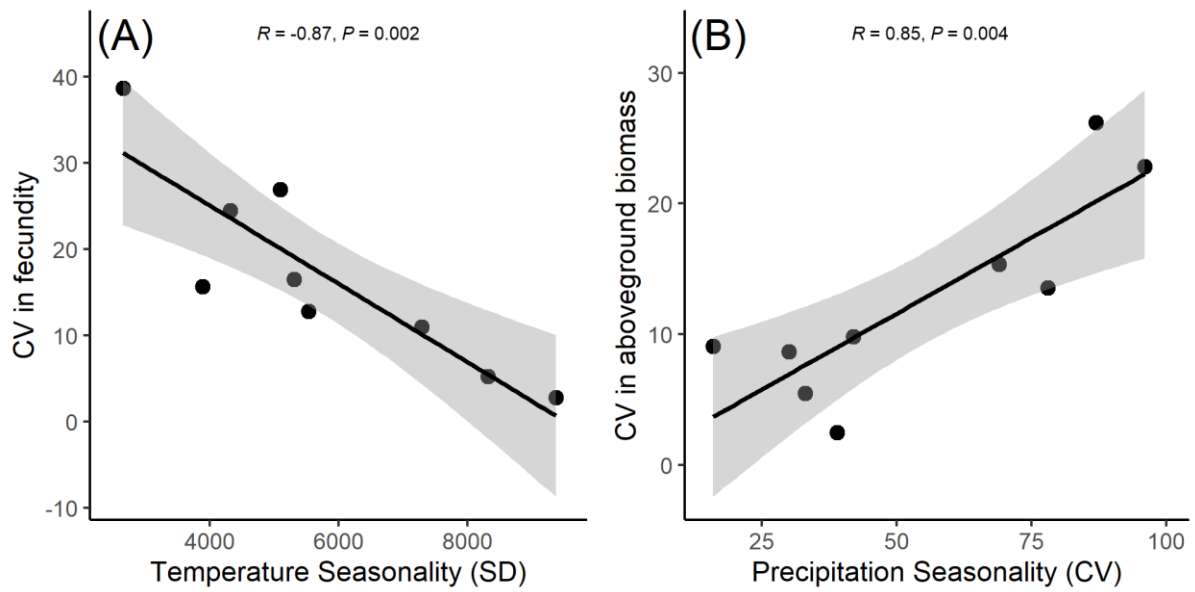 (A)
R = -0.87, P = 0.002
CV in fecundity
40
30
20
10
0
-10
4000
6000
8000
Temperature Seasonality (SD)
(B)
R = 0.85, P = 0.004
CV in aboveground biomass
30
20
10
0
25
50
75
100
Precipitation Seasonality (CV)